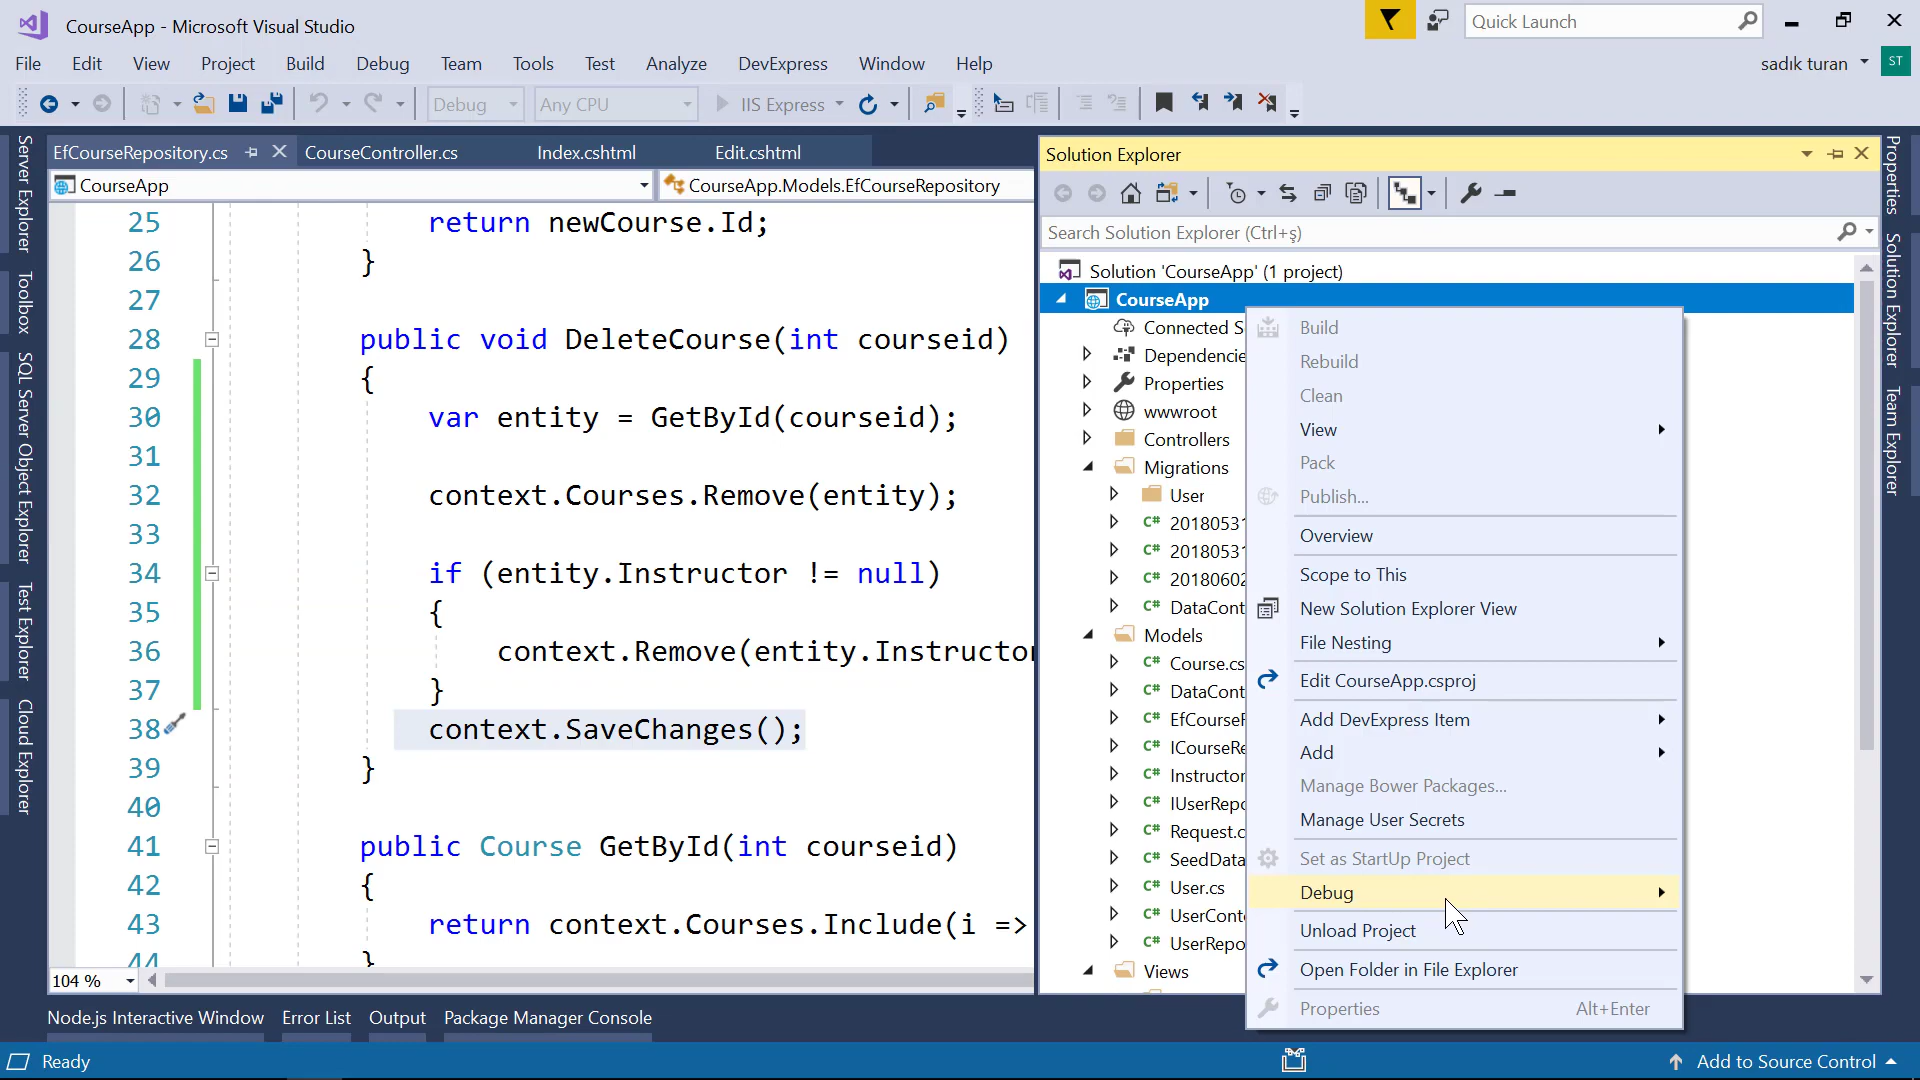 CourseApp - Microsoft Visual Studio
Quick Launch
File Edit View Project Build Debug Team Tools Test Analyze DevExpress Window Help
sadık turan ST
Debug Any CPU IIS Express
EfCourseRepository.cs CourseController.cs Index.cshtml Edit.cshtml
CourseApp CourseApp.Models.EfCourseRepository
25 return newCourse.Id;
26 }
27
28 public void DeleteCourse(int courseid)
29 {
30 var entity = GetById(courseid);
31
32 context.Courses.Remove(entity);
33
34 if (entity.Instructor != null)
35 {
36 context.Remove(entity.Instructor
37 }
38 context.SaveChanges();
39 }
40
41 public Course GetById(int courseid)
42 {
43 return context.Courses.Include(i =>
44 }
104 %
Server Explorer
Toolbox
SQL Server Object Explorer
Test Explorer
Cloud Explorer
Solution Explorer
Search Solution Explorer (Ctrl+ş)
Solution 'CourseApp' (1 project)
CourseApp
Connected S
Dependencie
Properties
wwwroot
Controllers
Migrations
User
C# 20180531
C# 20180531
C# 20180602
C# DataCont
Models
C# Course.cs
C# DataCont
C# EfCourseR
C# ICourseRe
C# Instructor
C# IUserRepo
C# Request.c
C# SeedData
C# User.cs
C# UserConte
C# UserRepo
Views
Build
Rebuild
Clean
View
Pack
Publish...
Overview
Scope to This
New Solution Explorer View
File Nesting
Edit CourseApp.csproj
Add DevExpress Item
Add
Manage Bower Packages...
Manage User Secrets
Set as StartUp Project
Debug
Unload Project
Open Folder in File Explorer
Properties Alt+Enter
Properties
Solution Explorer
Team Explorer
Node.js Interactive Window Error List Output Package Manager Console
Ready
Add to Source Control